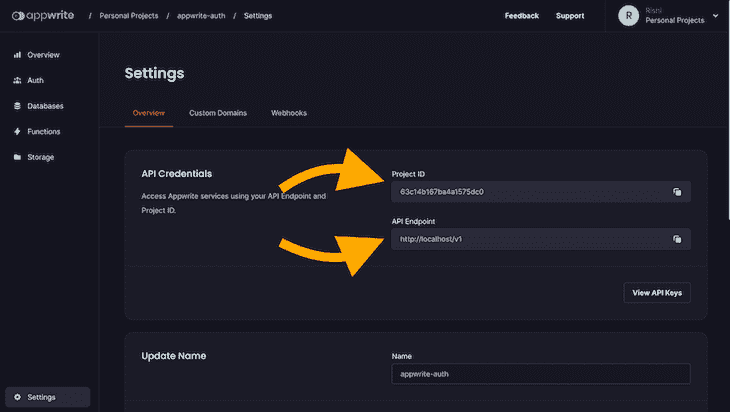 appwrite / Personal Projects / appwrite-auth / Settings
Feedback Support
R Risni
Personal Projects
Overview
Auth
Databases
Functions
Storage
Settings
Settings
Overview Custom Domains Webhooks
API Credentials
Access Appwrite services using your API Endpoint and
Project ID.
Project ID
63c14b167ba4a1575dc0
API Endpoint
http://localhost/v1
View API Keys
Update Name
Name
appwrite-auth